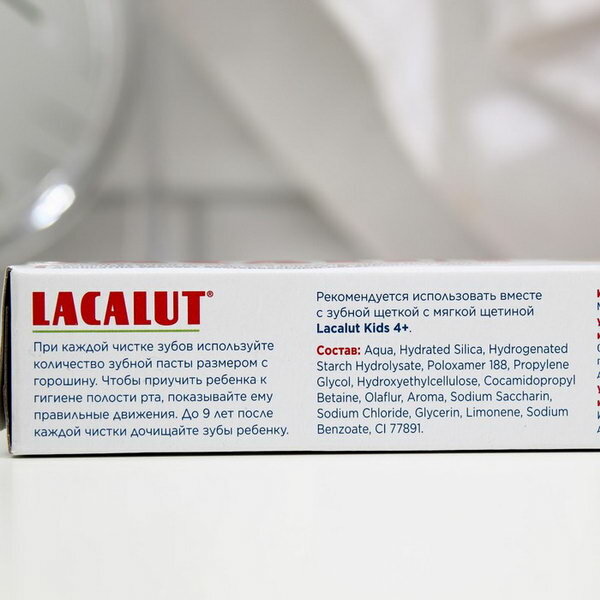 LACALUT®
При каждой чистке зубов используйте
количество зубной пасты размером с
горошину. Чтобы приучить ребенка к
гигиене полости рта, показывайте ему
правильные движения. До 9 лет после
каждой чистки дочищайте зубы ребенку.
Рекомендуется использовать вместе
с зубной щеткой с мягкой щетиной
Lacalut Kids 4+.
Состав: Aqua, Hydrated Silica, Hydrogenated
Starch Hydrolysate, Poloxamer 188, Propylene
Glycol, Hydroxyethylcellulose, Cocamidopropyl
Betaine, Olaflur, Aroma, Sodium Saccharin,
Sodium Chloride, Glycerin, Limonene, Sodium
Benzoate, CI 77891.